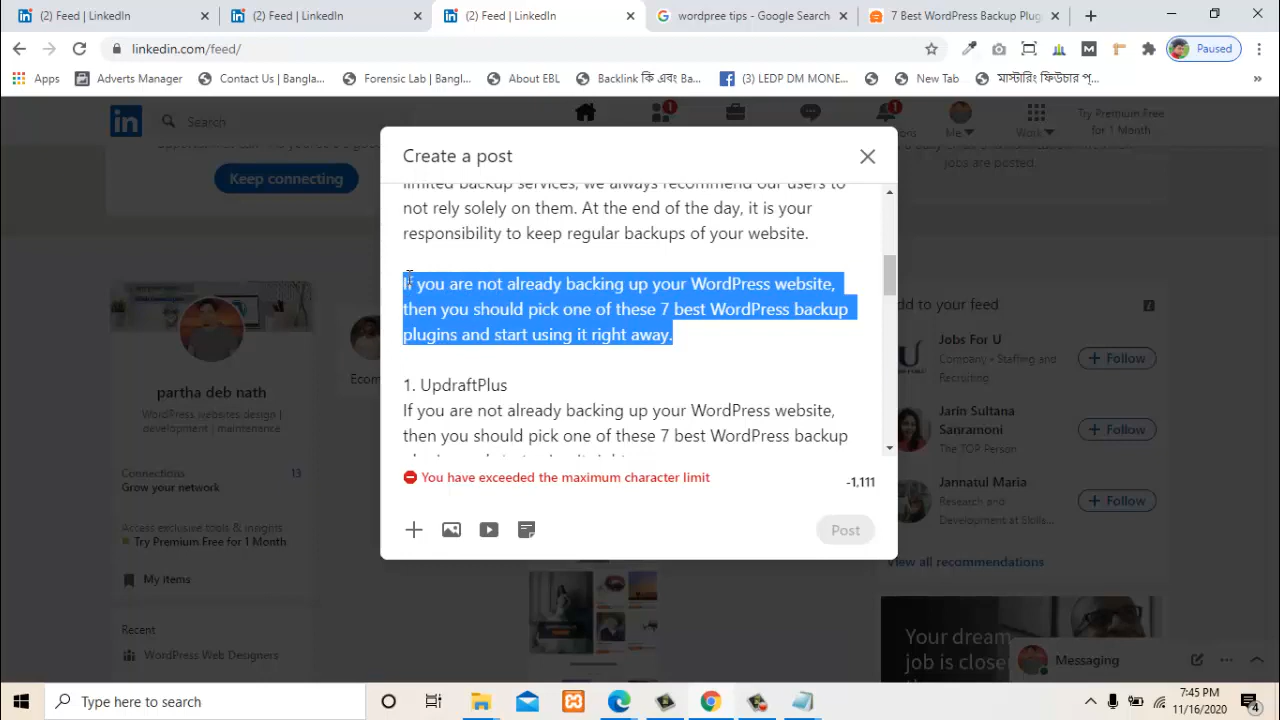 (2) Feed | LinkedIn
(2) Feed | LinkedIn
(2) Feed | LinkedIn
wordpree tips - Google Search
7 Best WordPress Backup Plug
linkedin.com/feed/
Paused
Apps
Adverts Manager
Contact Us | Bangla...
Forensic Lab | Bangl...
About EBL
Backlink কি এবং Ba...
(3) LEDP DM MONE...
New Tab
মাস্টারিং ফিউচার প্...
»
in
Search
1
1
Me
Work
Try Premium Free
for 1 Month
Keep connecting
jobs are posted.
Create a post
limited backup services, we always recommend our users to
not rely solely on them. At the end of the day, it is your
responsibility to keep regular backups of your website.
If you are not already backing up your WordPress website,
then you should pick one of these 7 best WordPress backup
plugins and start using it right away.
1. UpdraftPlus
If you are not already backing up your WordPress website,
then you should pick one of these 7 best WordPress backup
You have exceeded the maximum character limit
-1,111
Post
partha deb nath
WordPress websites design |
development | maintenance
Connections
13
Grow your network
Access exclusive tools & insights
Try Premium Free for 1 Month
My items
Recent
WordPress Web Designers
Ecom
dd to your feed
Jobs For U
Company • Staffing and
Recruiting
+ Follow
Jarin Sultana
Sanramoni
The TOP Person
+ Follow
Jannatul Maria
Research and
Development at Skills...
+ Follow
View all recommendations
Your dream
job is close
Messaging
Type here to search
7:45 PM
11/16/2020
4